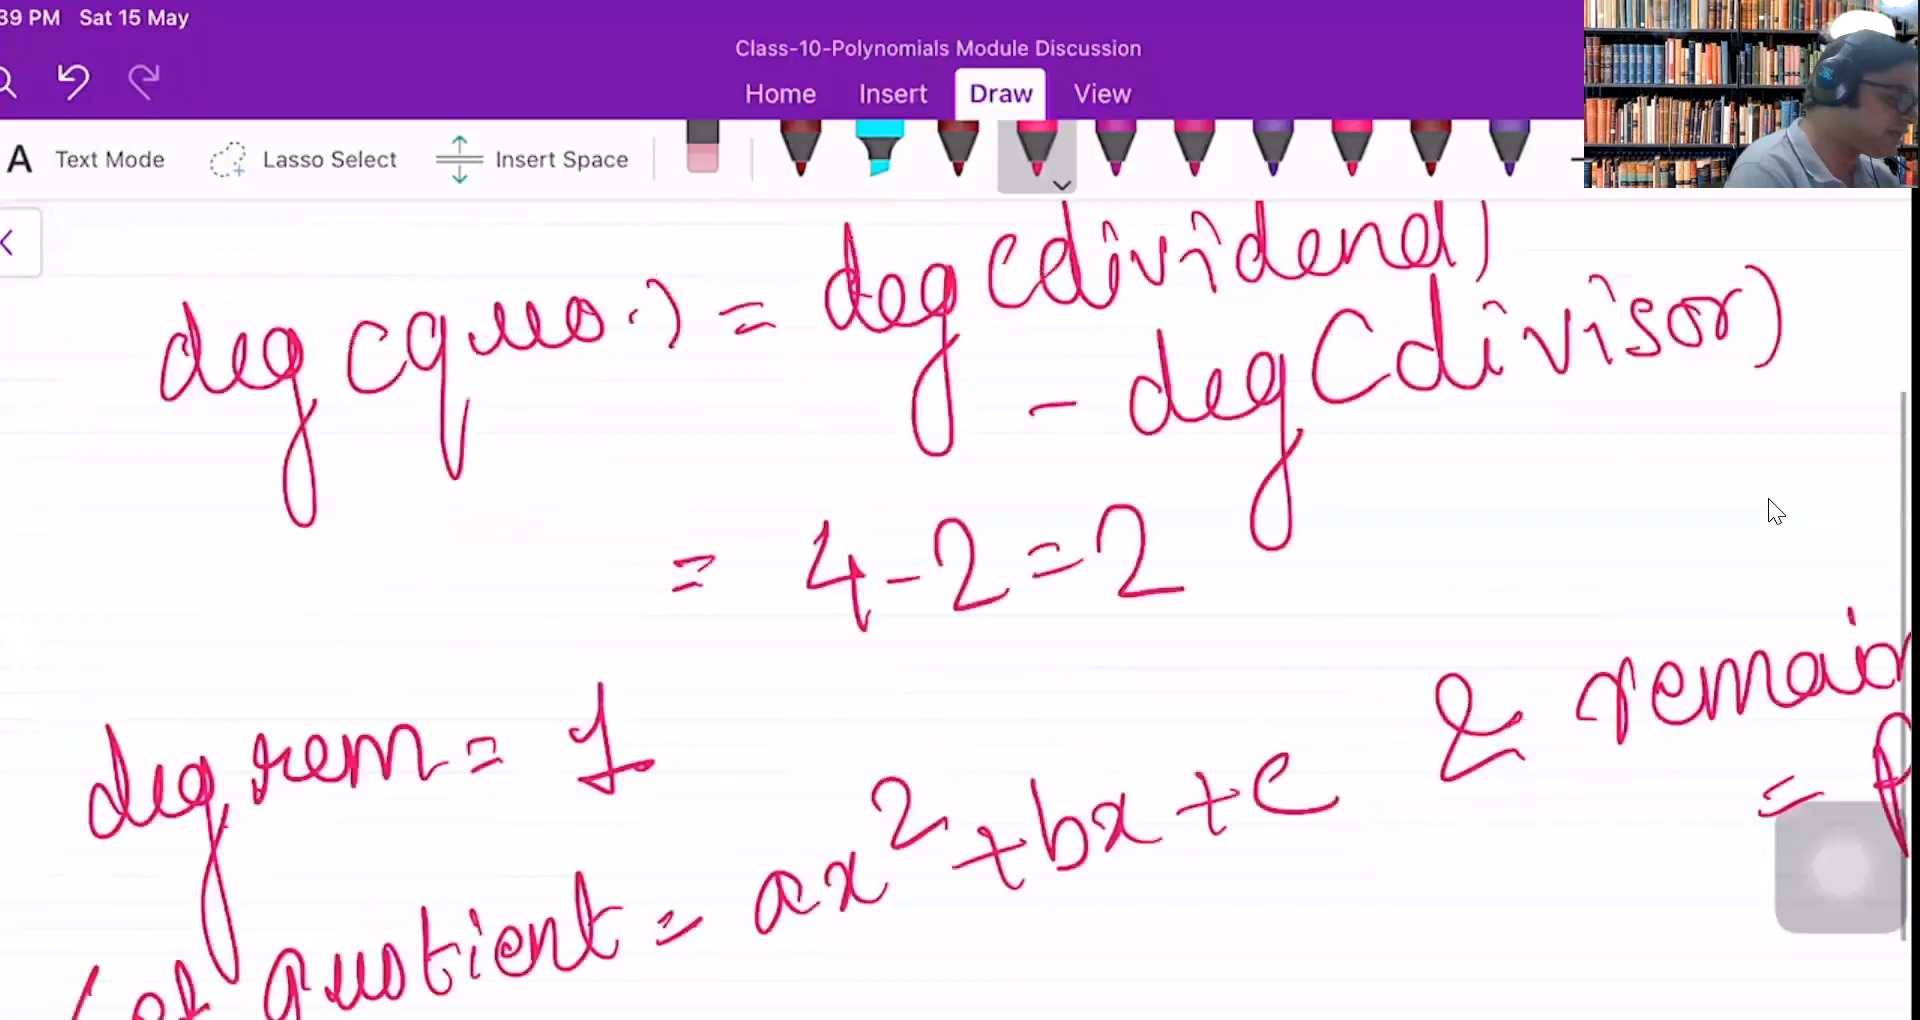 39 PM Sat 15 May
Class-10-Polynomials Module Discussion
Home Insert Draw View
A Text Mode Lasso Select Insert Space
deg (quo.) = deg (dividend)
- deg (divisor)
= 4-2=2
deg rem = 1 & remain
=
Let quotient = ax²+bx+c